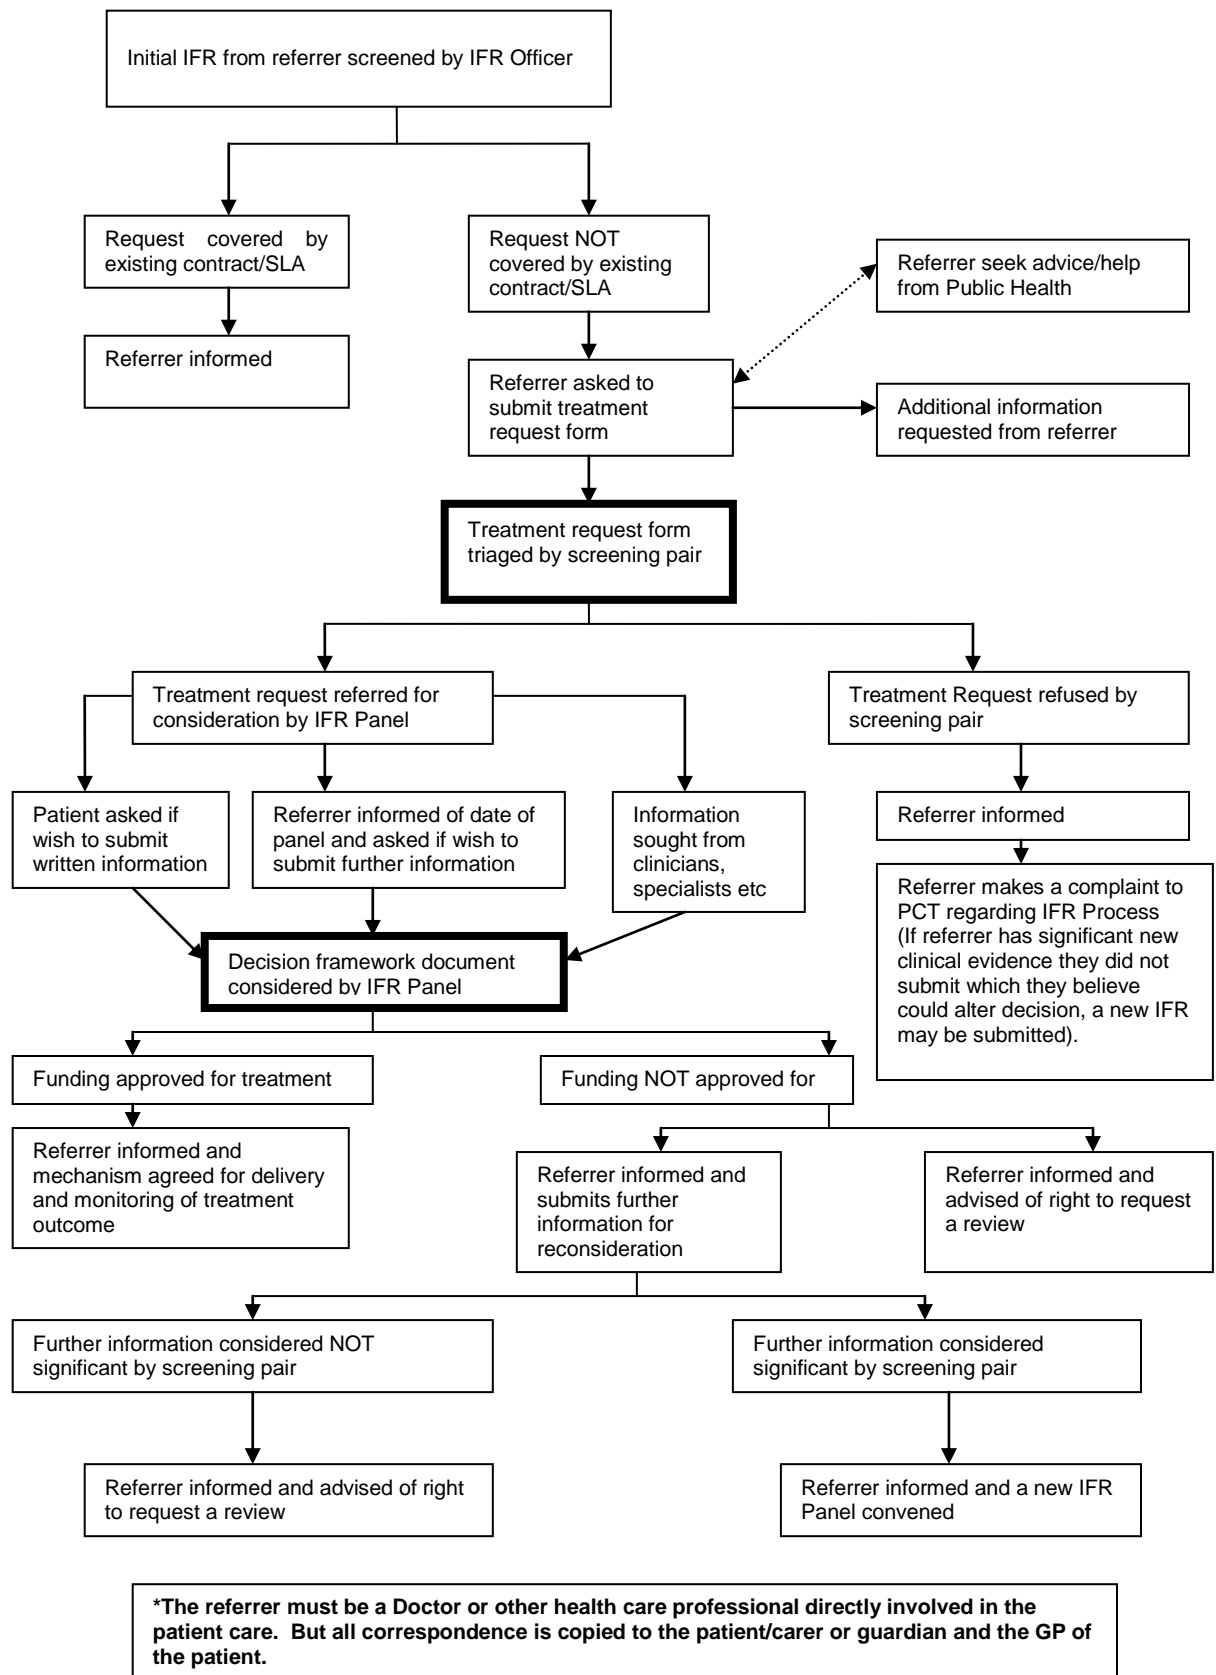 Initial IFR from referrer screened by IFR Officer
Request covered by
existing contract/SLA
Request NOT
covered by existing
contract/SLA
Referrer seek advice/help
from Public Health
Referrer informed
Referrer asked to
submit treatment
request form
Additional information
requested from referrer
Treatment request form
triaged by screening pair
Treatment request referred for
consideration by IFR Panel
Treatment Request refused by
screening pair
Patient asked if
wish to submit
written information
Referrer informed of date of
panel and asked if wish to
submit further information
Information
sought from
clinicians,
specialists etc
Referrer informed
Referrer makes a complaint to
PCT regarding IFR Process
(If referrer has significant new
clinical evidence they did not
submit which they believe
could alter decision, a new IFR
may be submitted).
Decision framework document
considered by IFR Panel
Funding approved for treatment
Funding NOT approved for
Referrer informed and
mechanism agreed for delivery
and monitoring of treatment
outcome
Referrer informed and
submits further
information for
reconsideration
Referrer informed and
advised of right to request
a review
Further information considered NOT
significant by screening pair
Further information considered
significant by screening pair
Referrer informed and advised of right
to request a review
Referrer informed and a new IFR
Panel convened
*The referrer must be a Doctor or other health care professional directly involved in the
patient care.  But all correspondence is copied to the patient/carer or guardian and the GP of
the patient.